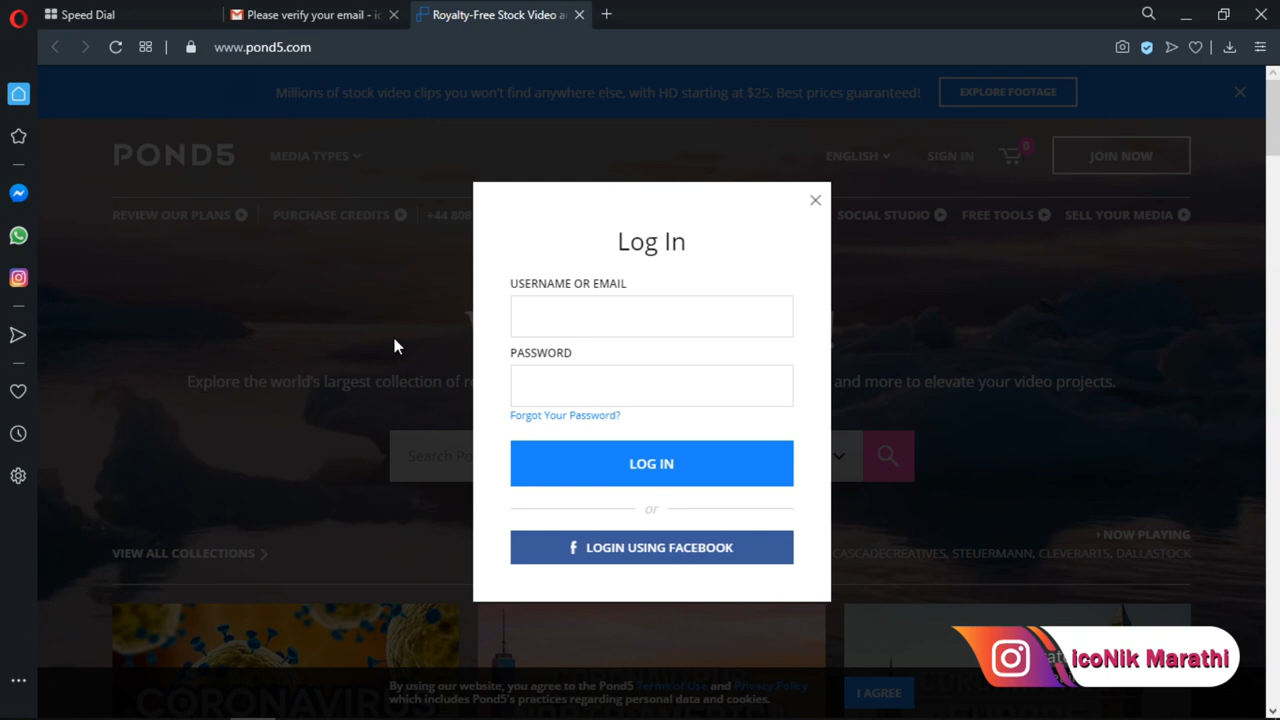 Speed Dial
Please verify your email - ic
Royalty-Free Stock Video a
www.pond5.com
Millions of stock video clips you won't find anywhere else, with HD starting at $25. Best prices guaranteed!
EXPLORE FOOTAGE
POND5
MEDIA TYPES
ENGLISH
SIGN IN
0
JOIN NOW
REVIEW OUR PLANS
PURCHASE CREDITS
+44 808
SOCIAL STUDIO
FREE TOOLS
SELL YOUR MEDIA
Log In
USERNAME OR EMAIL
PASSWORD
Forgot Your Password?
LOG IN
or
f LOGIN USING FACEBOOK
Explore the world's largest collection of
and more to elevate your video projects.
Search
VIEW ALL COLLECTIONS
NOW PLAYING
CASCADECREATIVES, STEUERMANN, CLEVERARTS, DALLASTOCK
CORONAVIRUS
By using our website, you agree to the Pond5 Terms of Use and Privacy Policy
which includes Pond5's practices regarding personal data and cookies.
I AGREE
icoNik Marathi